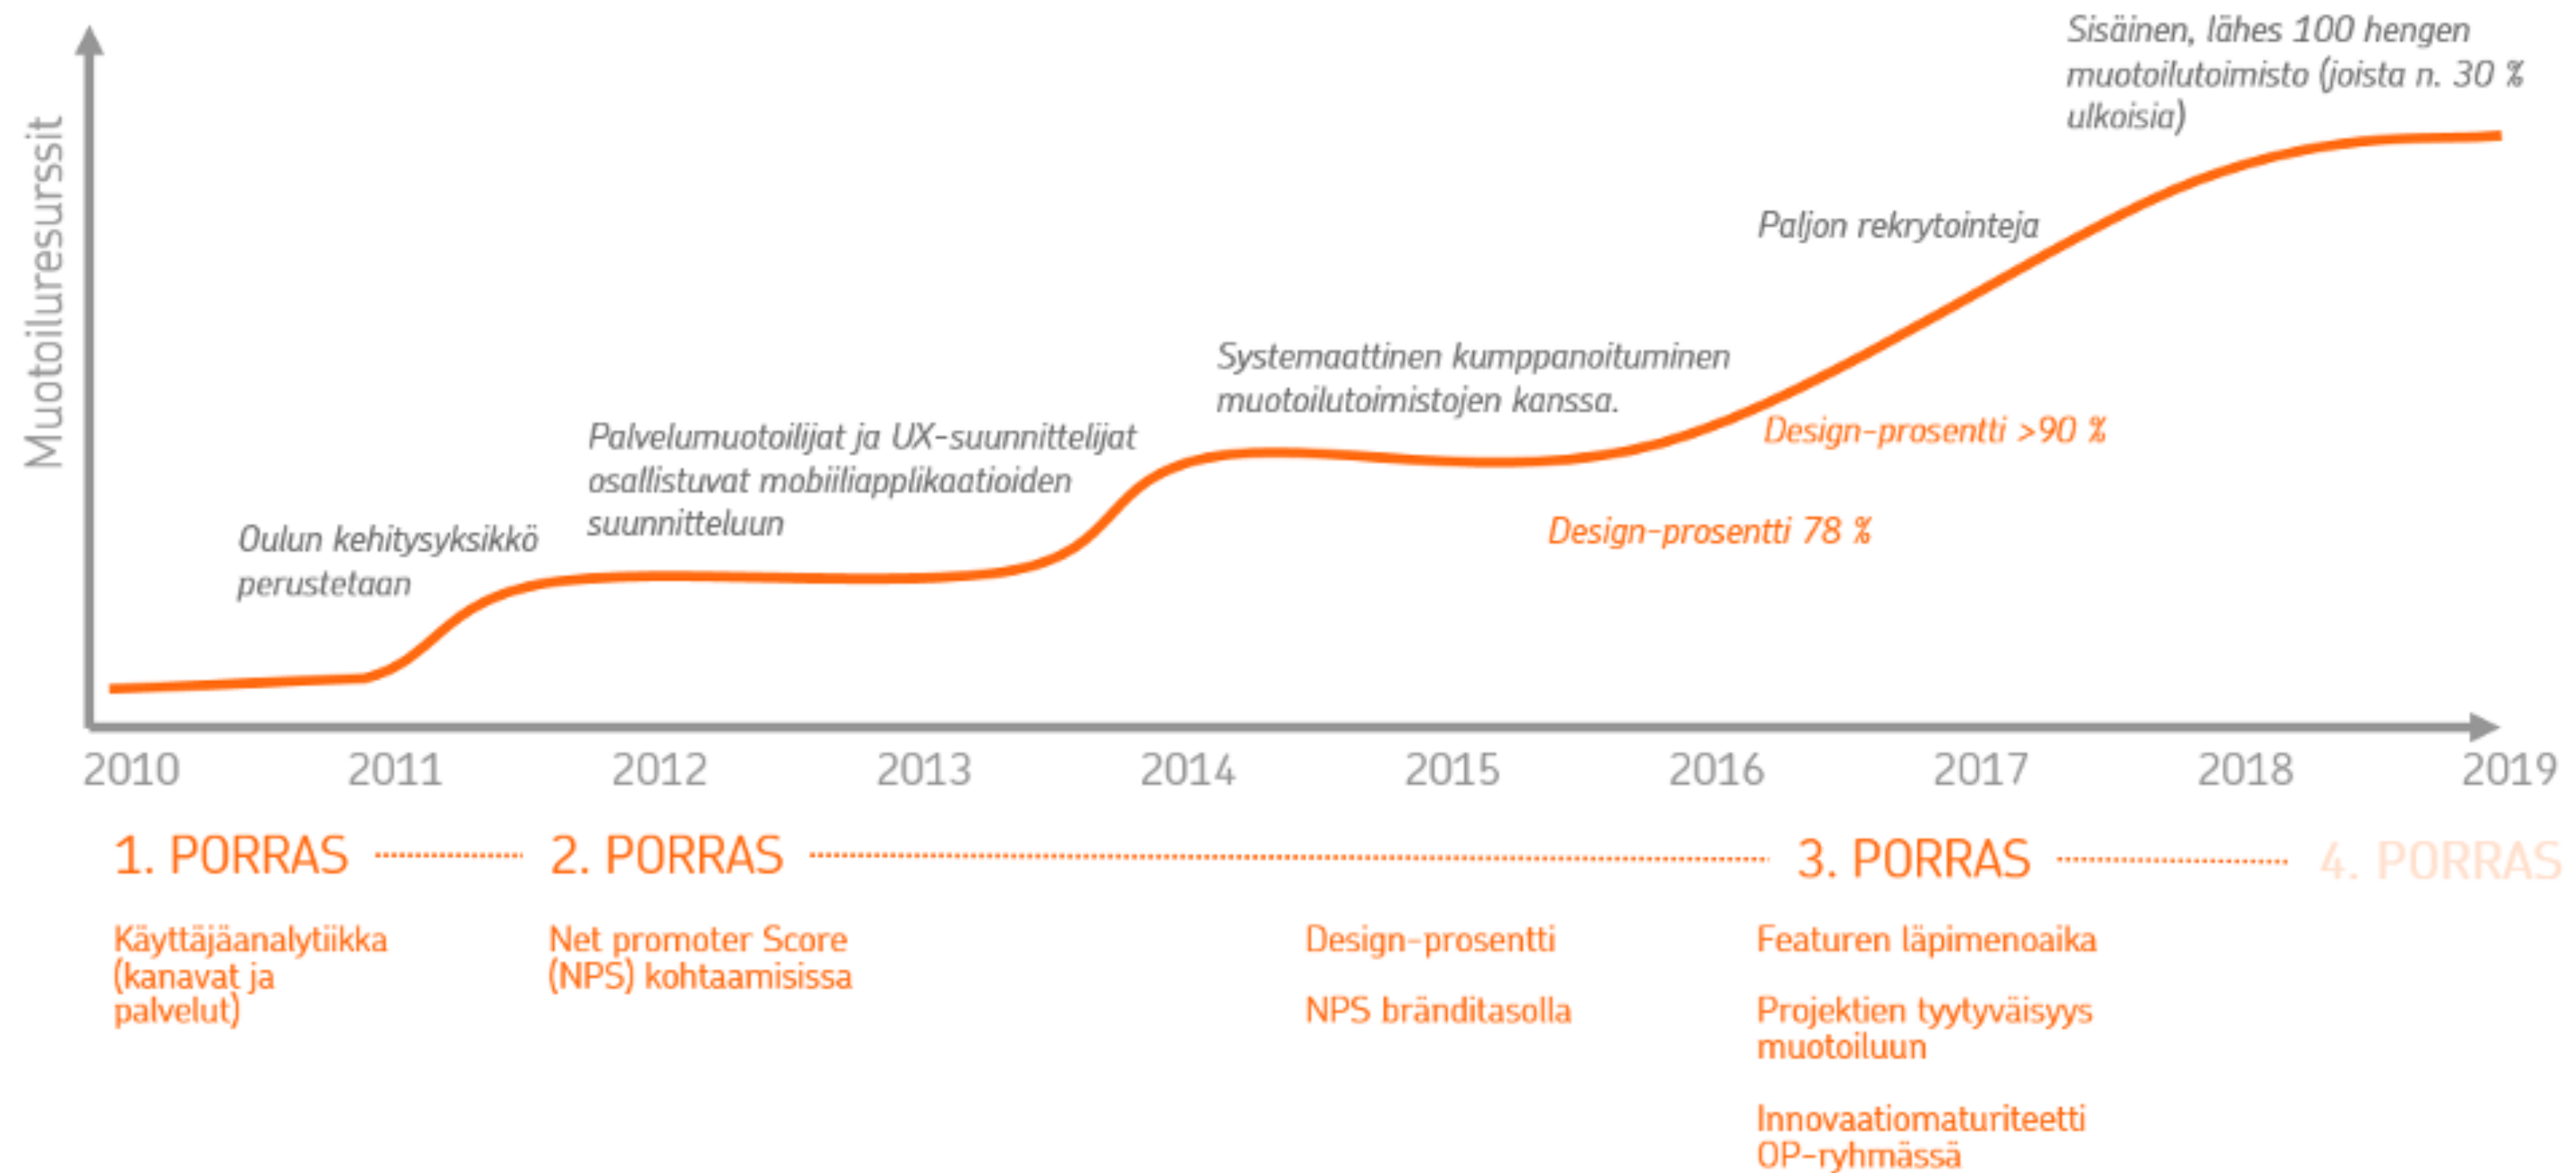 Sisäinen, lähes 100 hengen
muotoilutoimisto (joista n. 30 %
ulkoisia)
Muotoiluresurssit
Paljon rekrytointeja
Systemaattinen kumppanoituminen
muotoilutoimistojen kanssa.
Design-prosentti >90 %
Palvelumuotoilijat ja UX-suunnittelijat
osallistuvat mobiiliapplikaatioiden
suunnitteluun
Design-prosentti 78 %
Oulun kehitysyksikkö
perustetaan
2010 2011 2012 2013 2014 2015 2016 2017 2018 2019
1. PORRAS 2. PORRAS 3. PORRAS 4. PORRAS
Käyttäjäanalytiikka
(kanavat ja
palvelut)
Net promoter Score
(NPS) kohtaamisissa
Design-prosentti
NPS bränditasolla
Featuren läpimenoaika
Projektien tyytyväisyys
muotoiluun
Innovaatiomaturiteetti
OP-ryhmässä